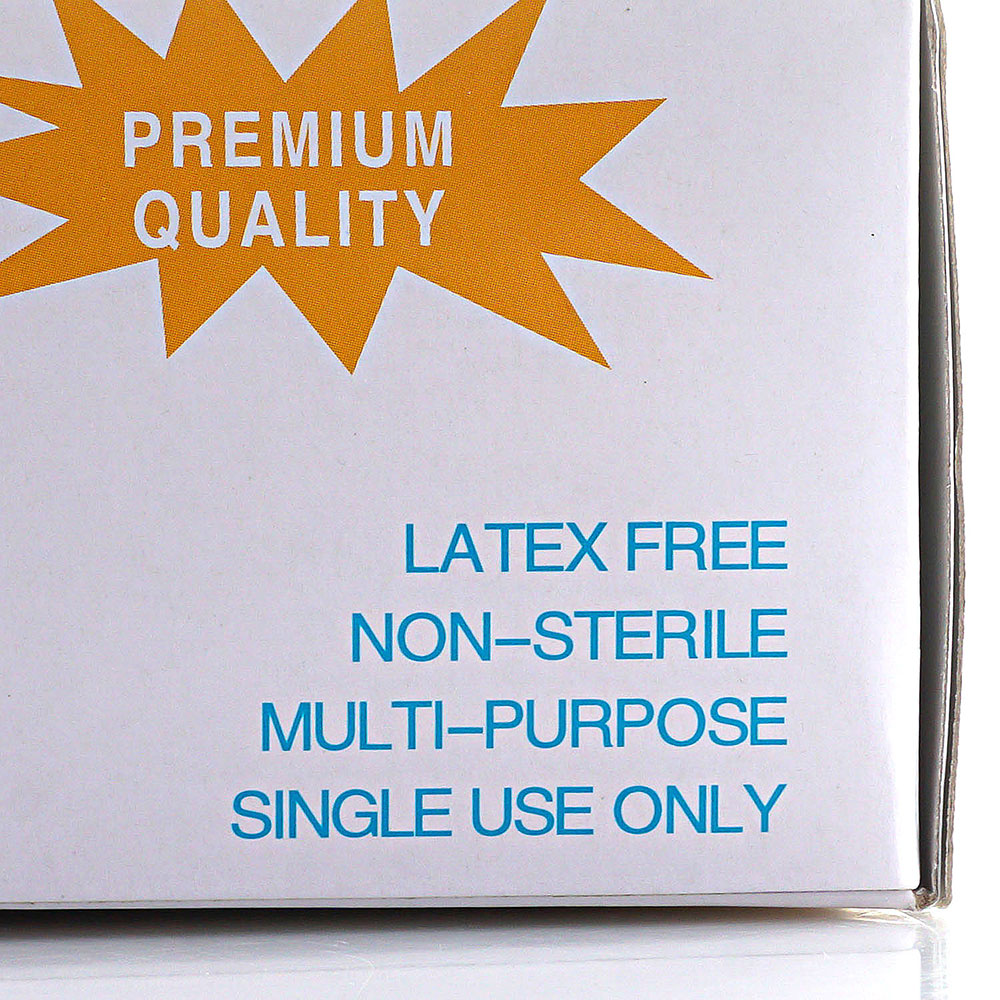 PREMIUM
QUALITY
LATEX FREE
NON-STERILE
MULTI-PURPOSE
SINGLE USE ONLY